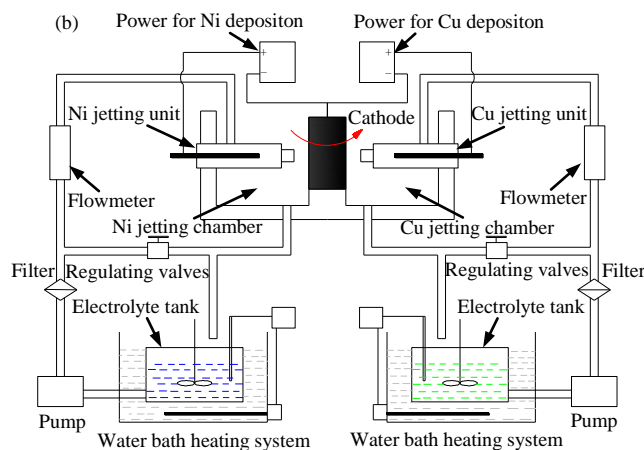 (b)
Power for Ni depositon
Power for Cu depositon
+
−
+
−
Ni jetting unit
Cathode
Cu jetting unit
Flowmeter
Flowmeter
Ni jetting chamber
Cu jetting chamber
Filter
Regulating valves
Regulating valves
Filter
Electrolyte tank
Electrolyte tank
Pump
Pump
Water bath heating system
Water bath heating system